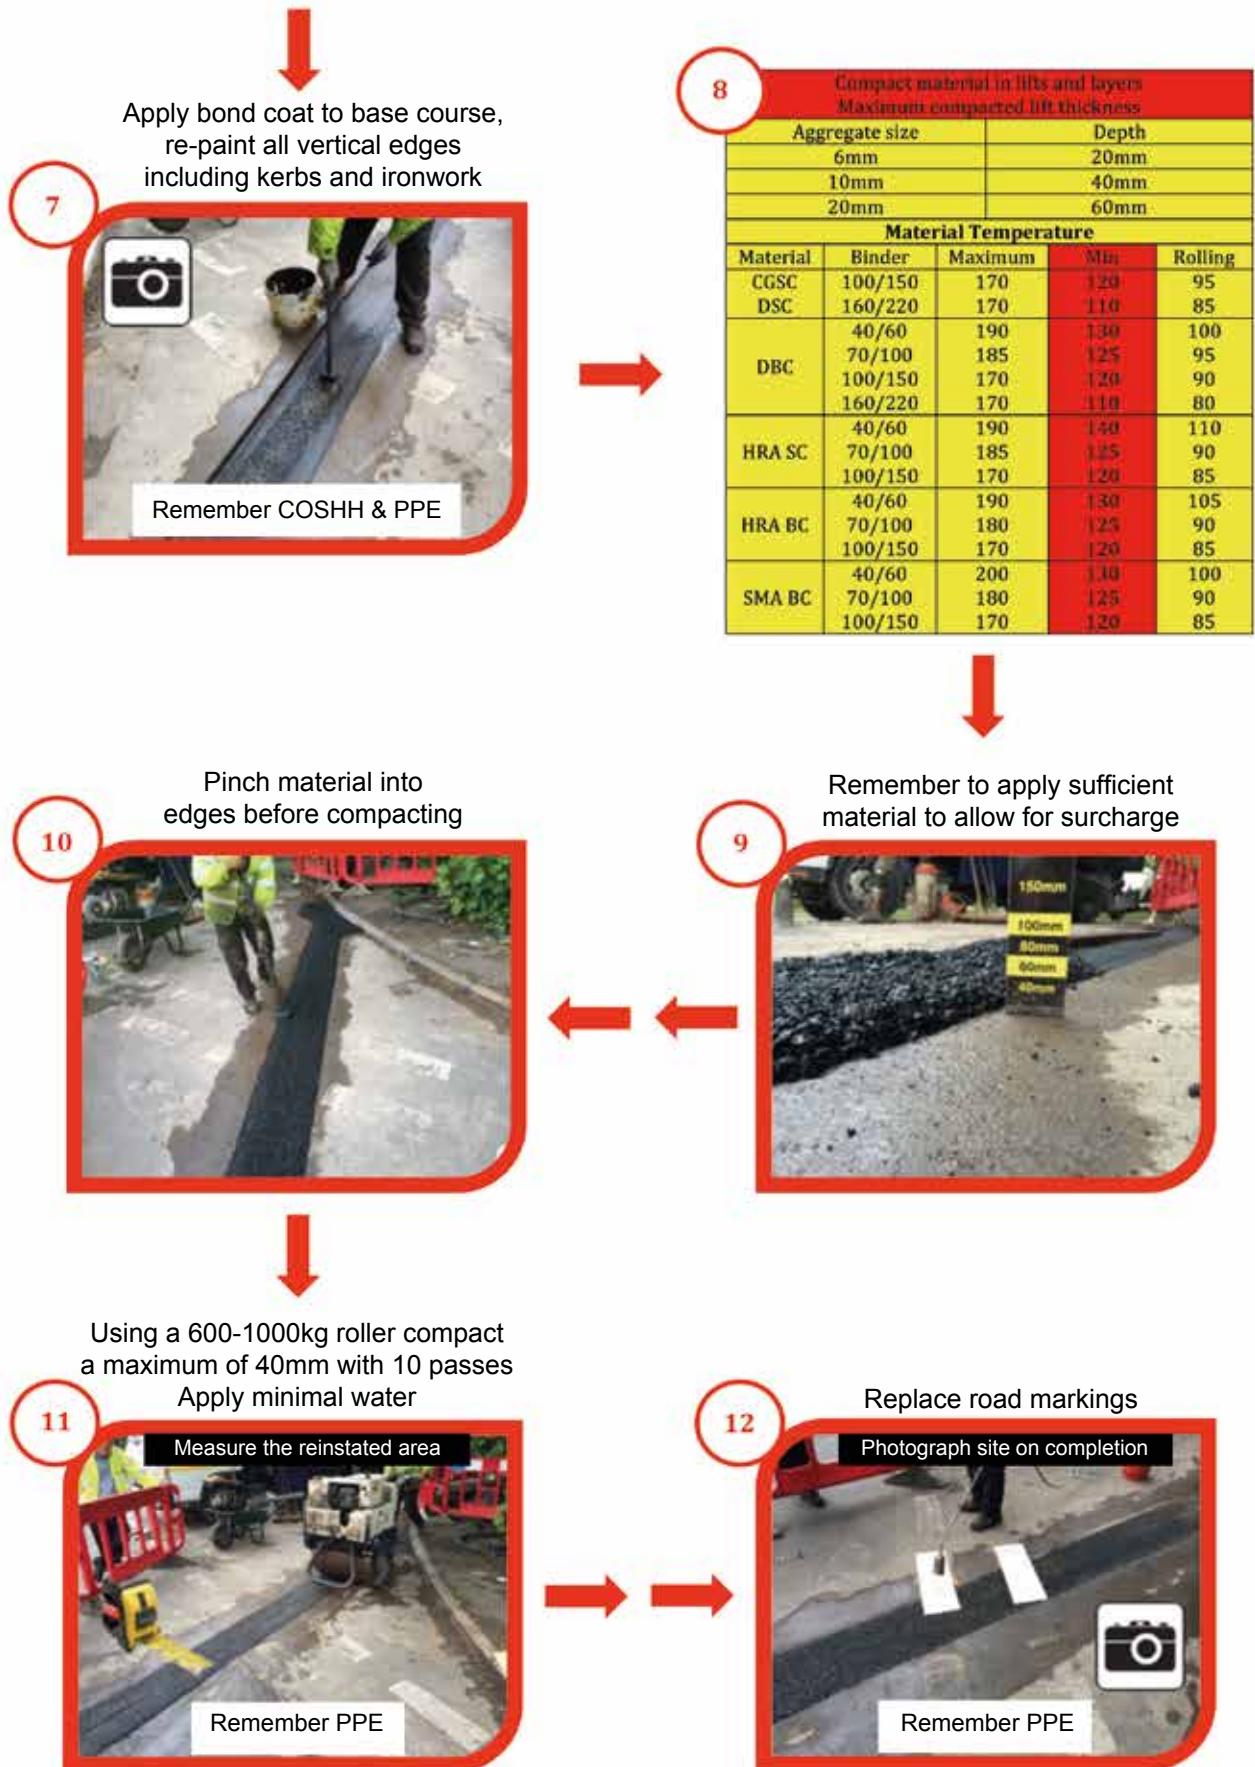 Apply bond coat to base course,
re-paint all vertical edges
including kerbs and ironwork
7
Remember COSHH & PPE
8
Compact material in lifts and layers
Maximum compacted lift thickness
Aggregate size Depth
6mm 20mm
10mm 40mm
20mm 60mm
Material Temperature
Material Binder Maximum Min Rolling
CGSC 100/150 170 120 95
DSC 160/220 170 110 85
DBC
40/60 190 130 100
70/100 185 125 95
100/150 170 120 90
160/220 170 110 80
HRA SC
40/60 190 140 110
70/100 185 125 90
100/150 170 120 85
HRA BC
40/60 190 130 105
70/100 180 125 90
100/150 170 120 85
SMA BC
40/60 200 130 100
70/100 180 125 90
100/150 170 120 85
Remember to apply sufficient
material to allow for surcharge
9
150mm
100mm
80mm
60mm
40mm
Pinch material into
edges before compacting
10
Using a 600-1000kg roller compact
a maximum of 40mm with 10 passes
Apply minimal water
11
Measure the reinstated area
Remember PPE
Replace road markings
12
Photograph site on completion
Remember PPE